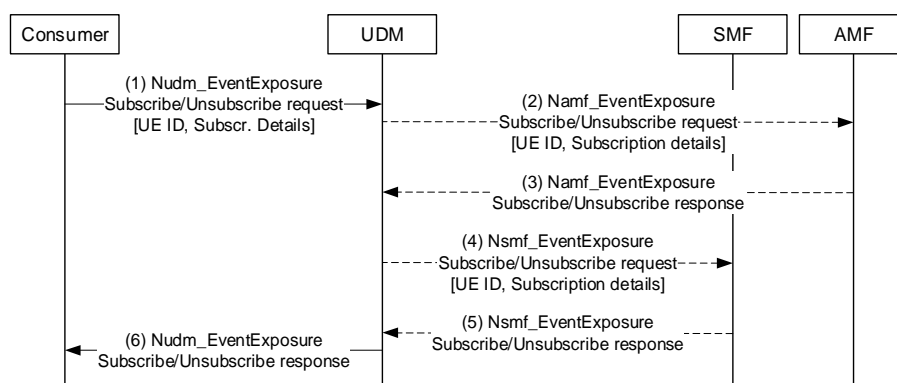 Consumer
UDM
SMF
AMF
(1) Nudm_EventExposure
Subscribe/Unsubscribe request
[UE ID, Subscr. Details]
(2) Namf_EventExposure
Subscribe/Unsubscribe request
[UE ID, Subscription details]
(3) Namf_EventExposure
Subscribe/Unsubscribe response
(4) Nsmf_EventExposure
Subscribe/Unsubscribe request
[UE ID, Subscription details]
(5) Nsmf_EventExposure
Subscribe/Unsubscribe response
(6) Nudm_EventExposure
Subscribe/Unsubscribe response